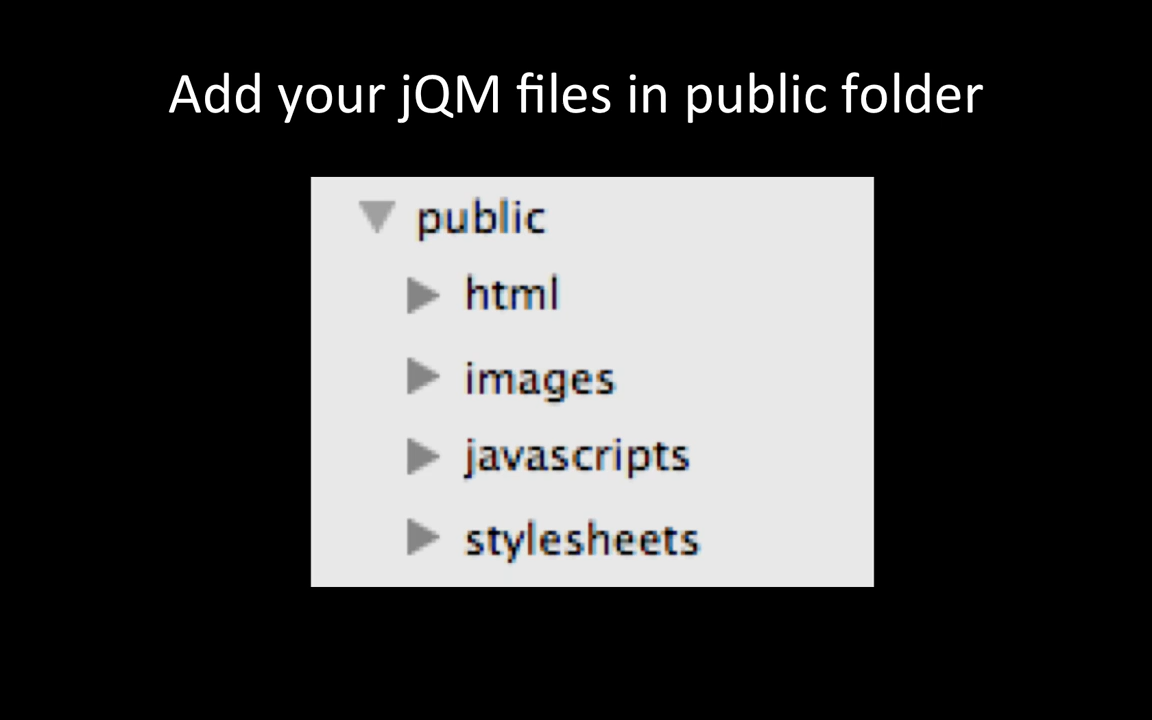 Add your jQM files in public folder
public
html
images
javascripts
stylesheets